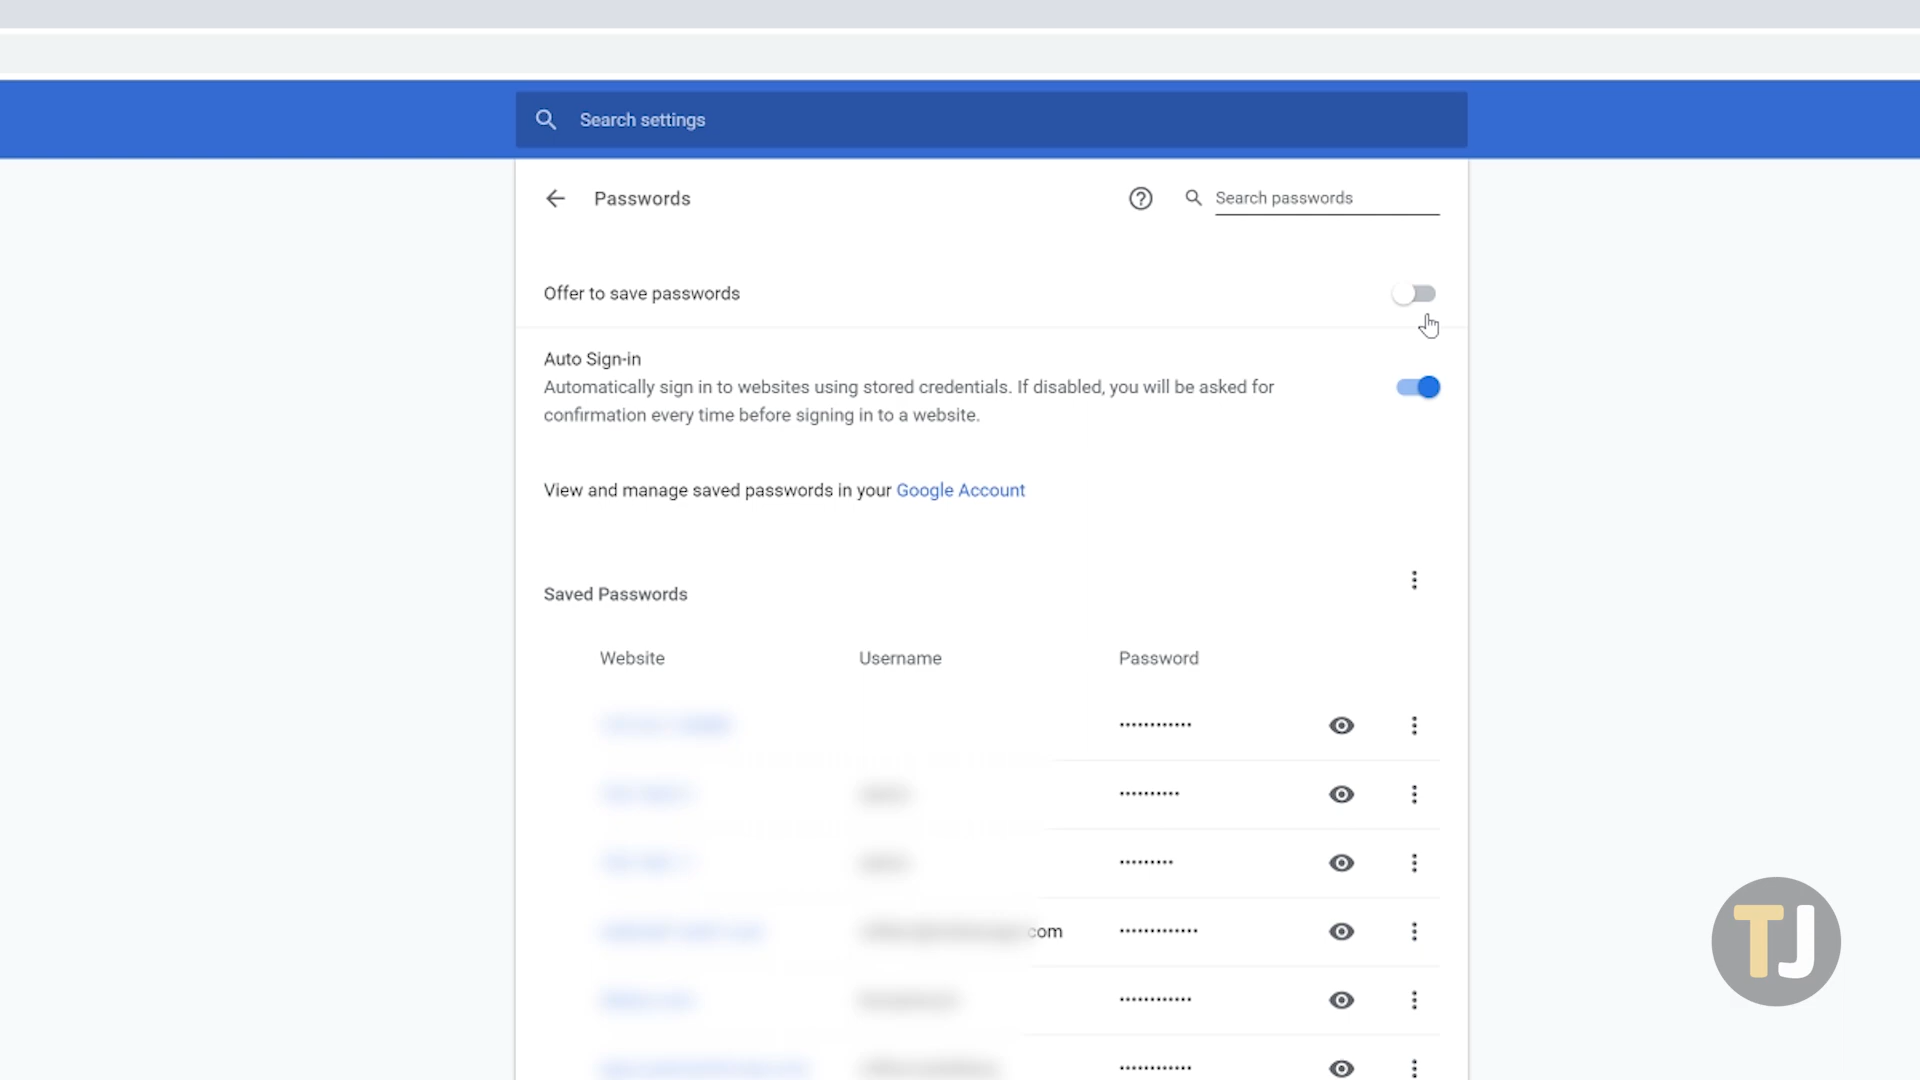 Search settings
Passwords
Search passwords
Offer to save passwords
Auto Sign-in
Automatically sign in to websites using stored credentials. If disabled, you will be asked for
confirmation every time before signing in to a website.
View and manage saved passwords in your Google Account
Saved Passwords
Website Username Password
com
TJ